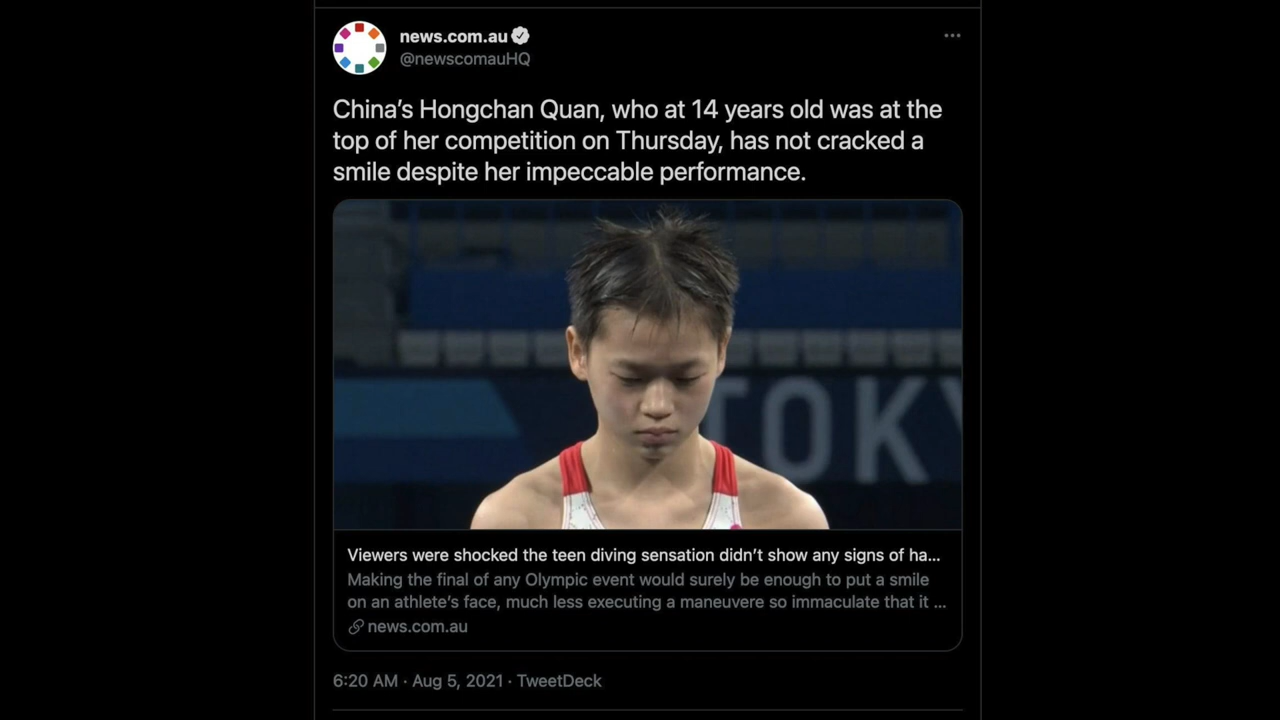 news.com.au
@newscomauHQ
China's Hongchan Quan, who at 14 years old was at the
top of her competition on Thursday, has not cracked a
smile despite her impeccable performance.
TOKY
Viewers were shocked the teen diving sensation didn't show any signs of ha...
Making the final of any Olympic event would surely be enough to put a smile
on an athlete's face, much less executing a maneuvere so immaculate that it ...
news.com.au
6:20 AM · Aug 5, 2021 · TweetDeck